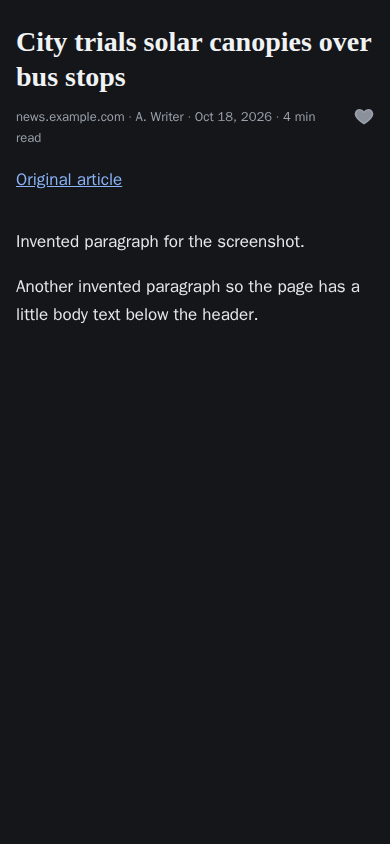 City trials solar canopies over
bus stops
news.example.com · A. Writer · Oct 18, 2026 · 4 min
read
Original article
Invented paragraph for the screenshot.
Another invented paragraph so the page has a
little body text below the header.